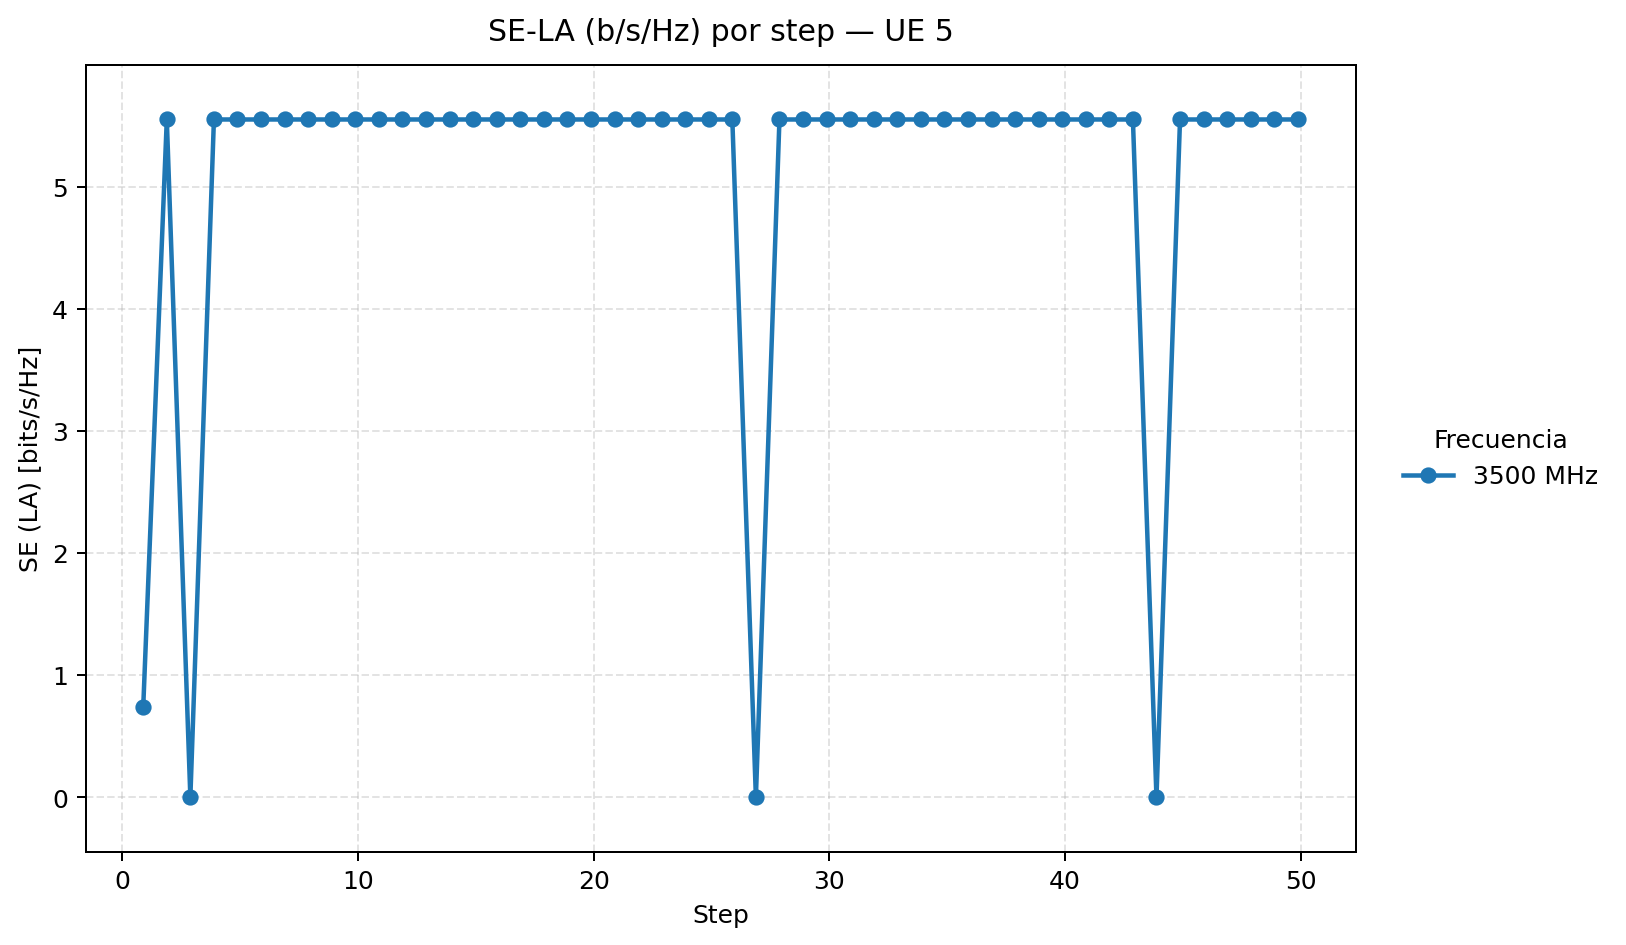 SE-LA (b/s/Hz) por step — UE 5
SE (LA) [bits/s/Hz]
5
4
3
2
1
0
0 10 20 30 40 50
Step
Frecuencia
3500 MHz